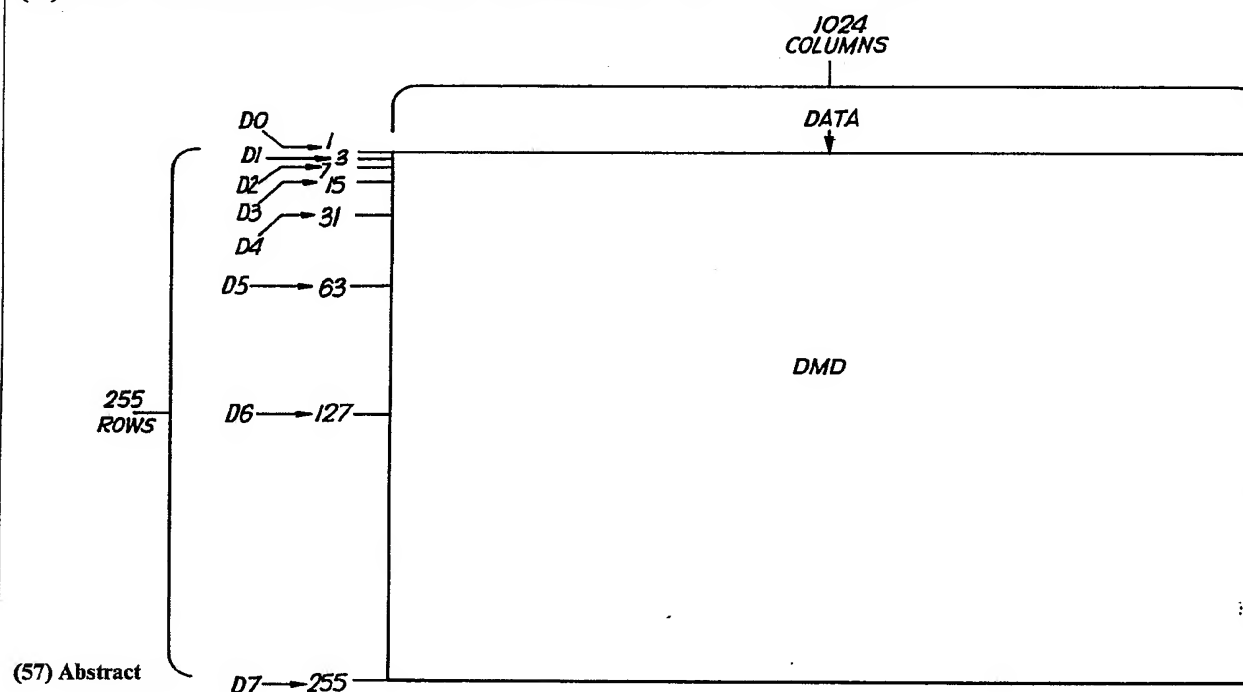 1024
COLUMNS
DATA
D0 1
D1 3
D2 7
D3 15
D4 31
D5 63
DMD
255
ROWS
D6 127
(57) Abstract
D7 255